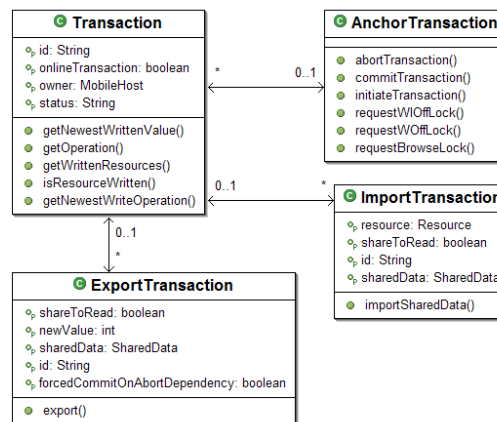 Transaction
id: String
onlineTransaction: boolean
owner: MobileHost
status: String
getNewestWrittenValue()
getOperation()
getWrittenResources()
isResourceWritten()
getNewestWriteOperation()
*
0..1
AnchorTransaction
abortTransaction()
commitTransaction()
initiateTransaction()
requestWIOffLock()
requestWOffLock()
requestBrowseLock()
0..1
*
ImportTransaction
resource: Resource
shareToRead: boolean
id: String
sharedData: SharedData
importSharedData()
0..1
*
ExportTransaction
shareToRead: boolean
newValue: int
sharedData: SharedData
id: String
forcedCommitOnAbortDependency: boolean
export()